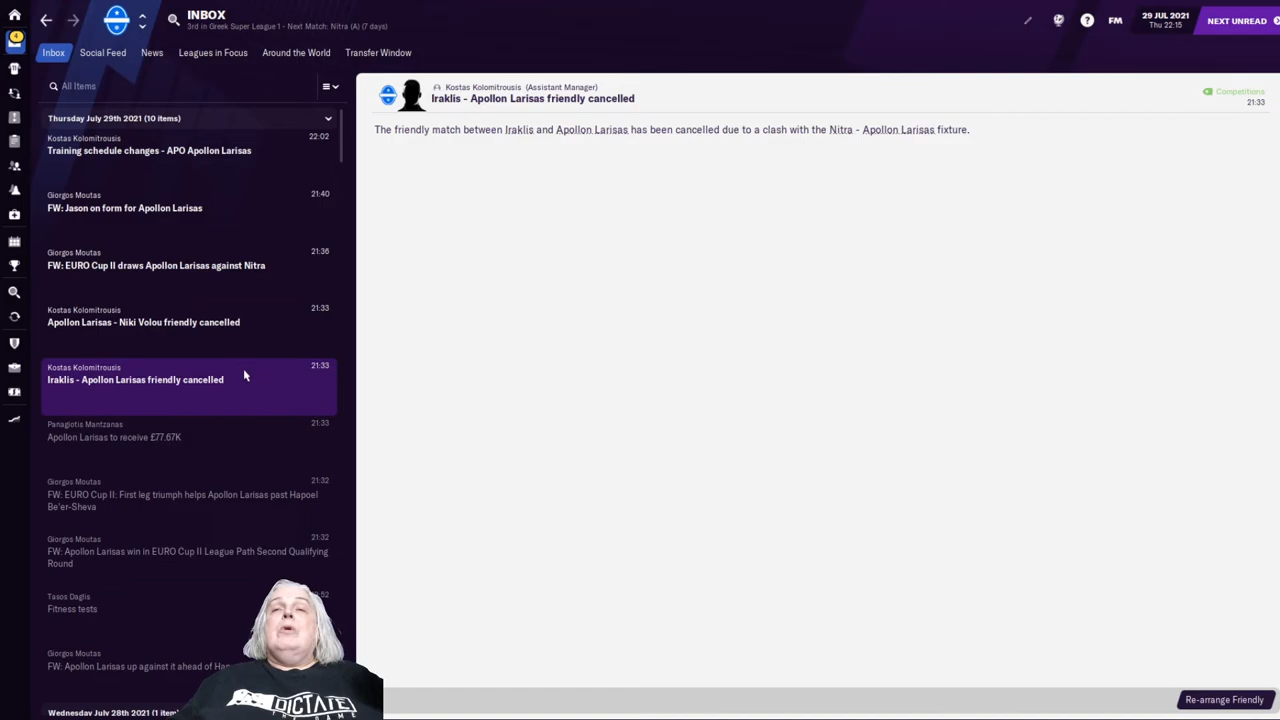 4
INBOX
3rd in Greek Super League 1 - Next Match: Nitra (A) (7 days)
FM
29 JUL 2021
Thu 22:15
NEXT UNREAD
Inbox
Social Feed
News
Leagues in Focus
Around the World
Transfer Window
All Items
Thursday July 29th 2021 (10 items)
Kostas Kolomitrousis 22:02
Training schedule changes - APO Apollon Larisas
Giorgos Moutas 21:40
FW: Jason on form for Apollon Larisas
Giorgos Moutas 21:36
FW: EURO Cup II draws Apollon Larisas against Nitra
Kostas Kolomitrousis 21:33
Apollon Larisas - Niki Volou friendly cancelled
Kostas Kolomitrousis 21:33
Iraklis - Apollon Larisas friendly cancelled
Panagiotis Mantzanas 21:33
Apollon Larisas to receive £77.67K
Giorgos Moutas 21:32
FW: EURO Cup II: First leg triumph helps Apollon Larisas past Hapoel
Be'er-Sheva
Giorgos Moutas 21:32
FW: Apollon Larisas win in EURO Cup II League Path Second Qualifying
Round
Tasos Daglis
Fitness tests
Giorgos Moutas
FW: Apollon Larisas up against it ahead of
Wednesday July 28th 2021
Kostas Kolomitrousis (Assistant Manager)
Iraklis - Apollon Larisas friendly cancelled
Competitions
21:33
The friendly match between Iraklis and Apollon Larisas has been cancelled due to a clash with the Nitra - Apollon Larisas fixture.
Re-arrange Friendly
DICTATE
THE GAME